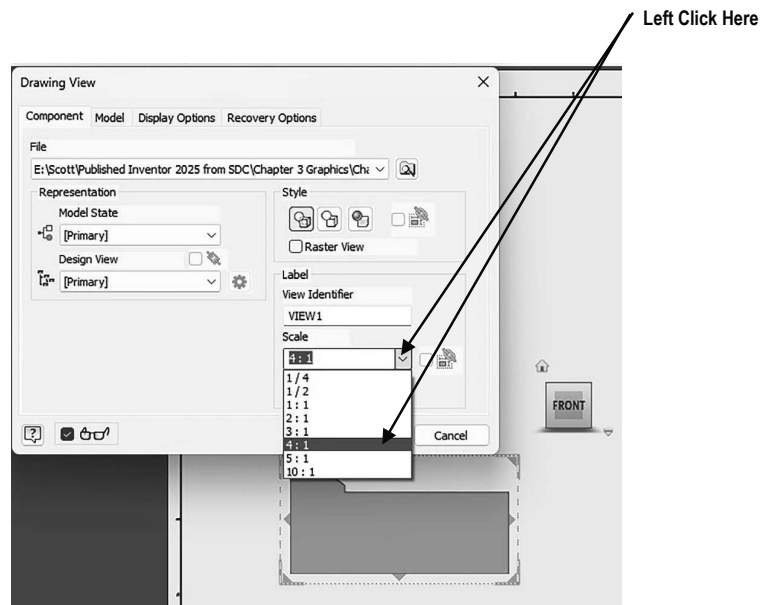 Left Click Here
Drawing View
Component Model Display Options Recovery Options
File
E:\Scott\Published Inventor 2025 from SDC\Chapter 3 Graphics\Cha
Representation
Style
Model State
[Primary]
Raster View
Design View
[Primary]
Label
View Identifier
VIEW1
Scale
4 : 1
1 / 4
1 / 2
1 : 1
2 : 1
3 : 1
4 : 1
5 : 1
10 : 1
Cancel
FRONT